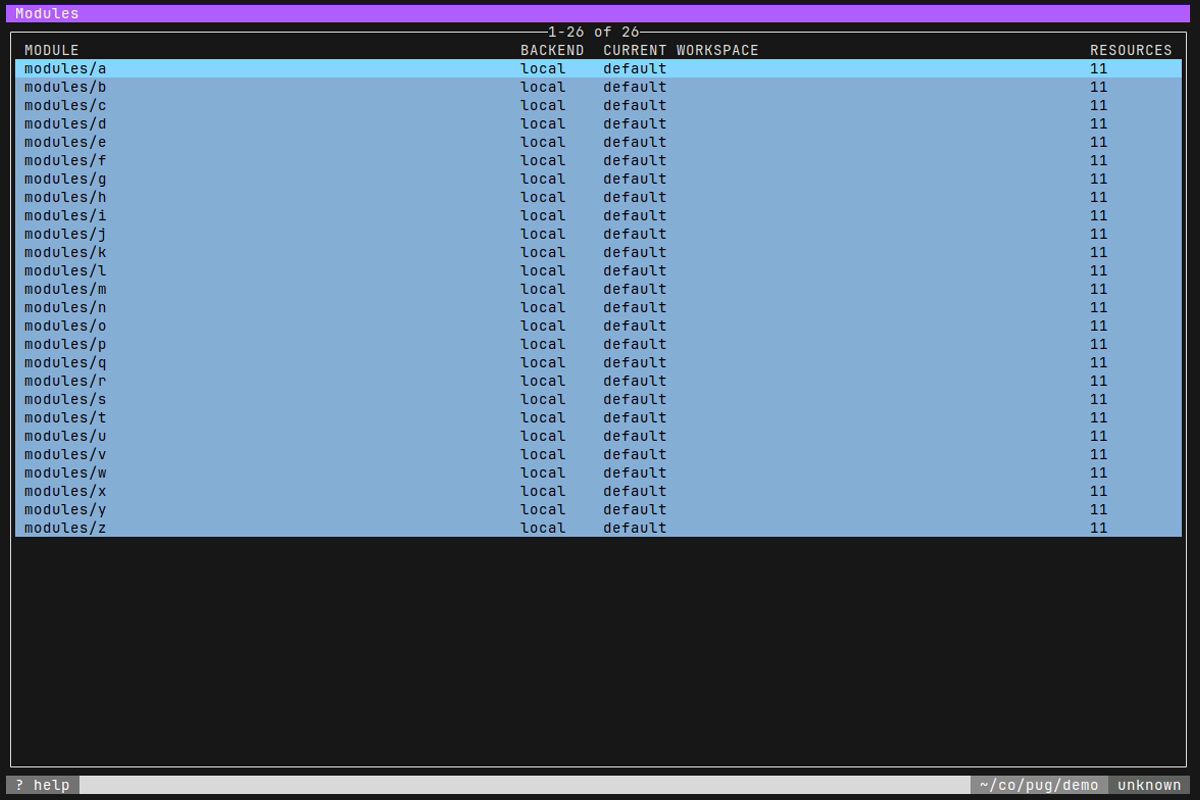 Modules
1-26 of 26
MODULE BACKEND CURRENT WORKSPACE RESOURCES
modules/a local default 11
modules/b local default 11
modules/c local default 11
modules/d local default 11
modules/e local default 11
modules/f local default 11
modules/g local default 11
modules/h local default 11
modules/i local default 11
modules/j local default 11
modules/k local default 11
modules/l local default 11
modules/m local default 11
modules/n local default 11
modules/o local default 11
modules/p local default 11
modules/q local default 11
modules/r local default 11
modules/s local default 11
modules/t local default 11
modules/u local default 11
modules/v local default 11
modules/w local default 11
modules/x local default 11
modules/y local default 11
modules/z local default 11
? help ~/co/pug/demo unknown